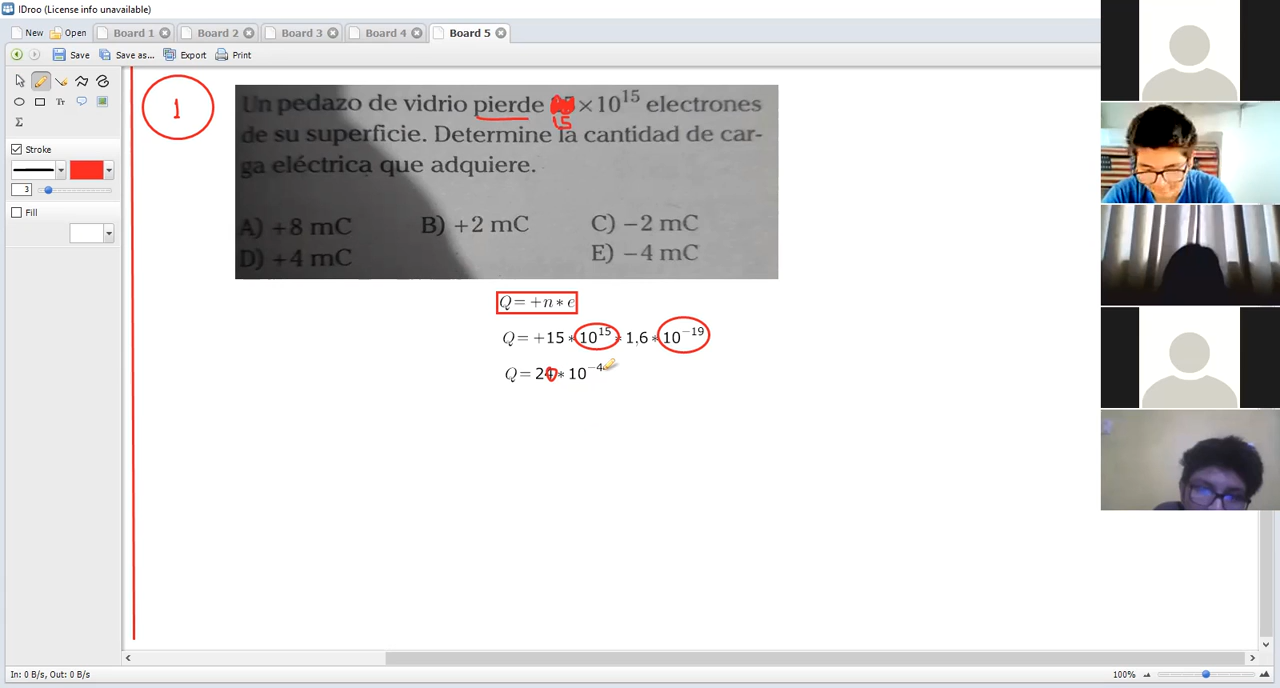 IDroo (License info unavailable)
New Open Board 1 Board 2 Board 3 Board 4 Board 5
Save Save as... Export Print
Tr
Σ
Stroke
3
Fill
1
Un pedazo de vidrio pierde ×10^15 electrones
15
de su superficie. Determine la cantidad de car-
ga eléctrica que adquiere.
A) +8 mC B) +2 mC C) −2 mC
D) +4 mC E) −4 mC
Q = +n * e
Q = +15 * 10^15 * 1,6 * 10^−19
Q = 24 * 10^−4
In: 0 B/s, Out: 0 B/s 100%